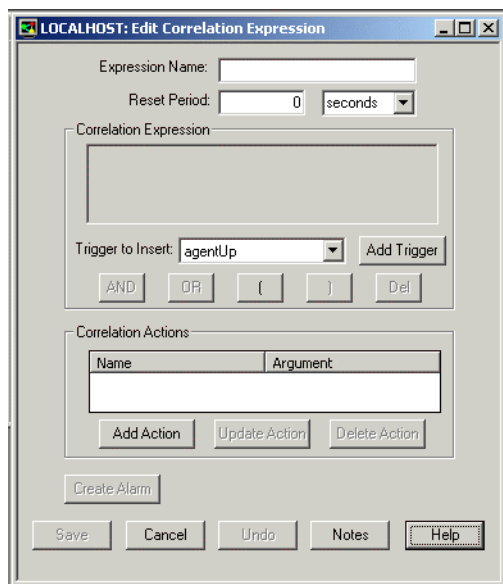 LOCALHOST: Edit Correlation Expression
Expression Name:
Reset Period: 0 seconds
Correlation Expression
Trigger to Insert: agentUp Add Trigger
AND OR ( ) Del
Correlation Actions
Name Argument
Add Action Update Action Delete Action
Create Alarm
Save Cancel Undo Notes Help